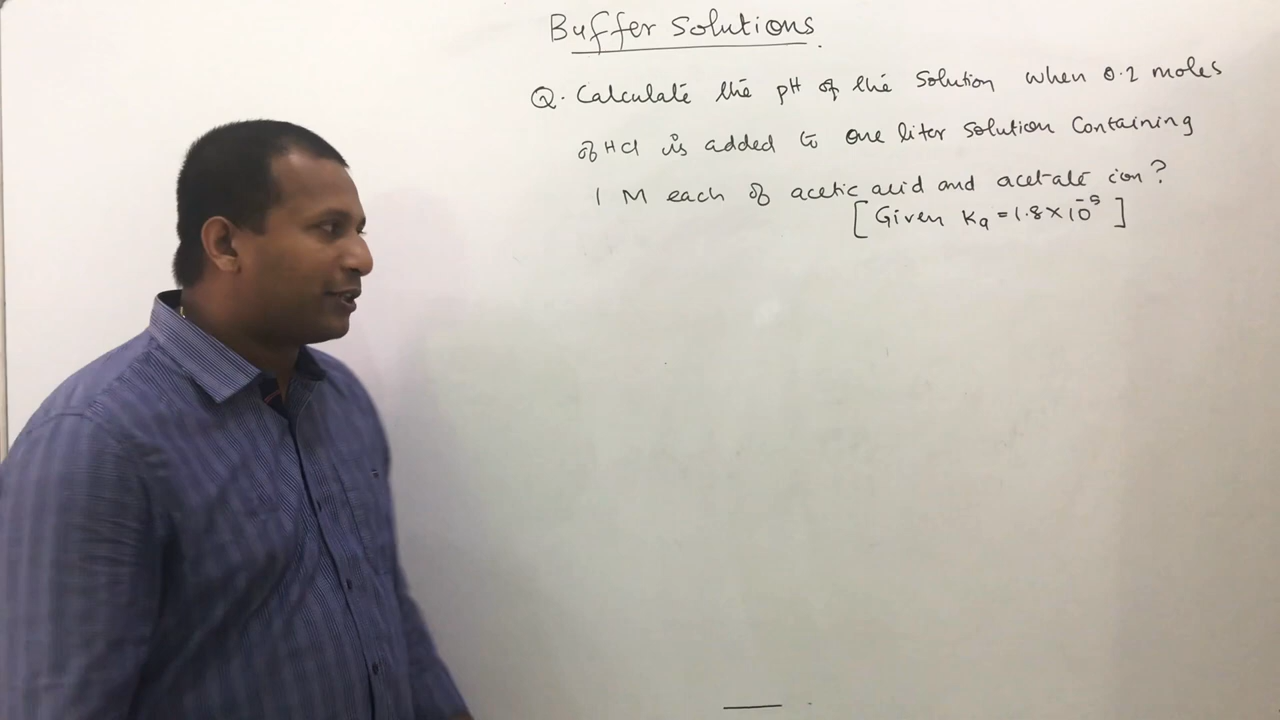 Buffer Solutions.
Q. Calculate the pH of the Solution when 0.2 moles
of HCl is added to one liter solution Containing
1 M each of acetic acid and acetate ion?
[Given Ka = 1.8 × 10⁻⁵]